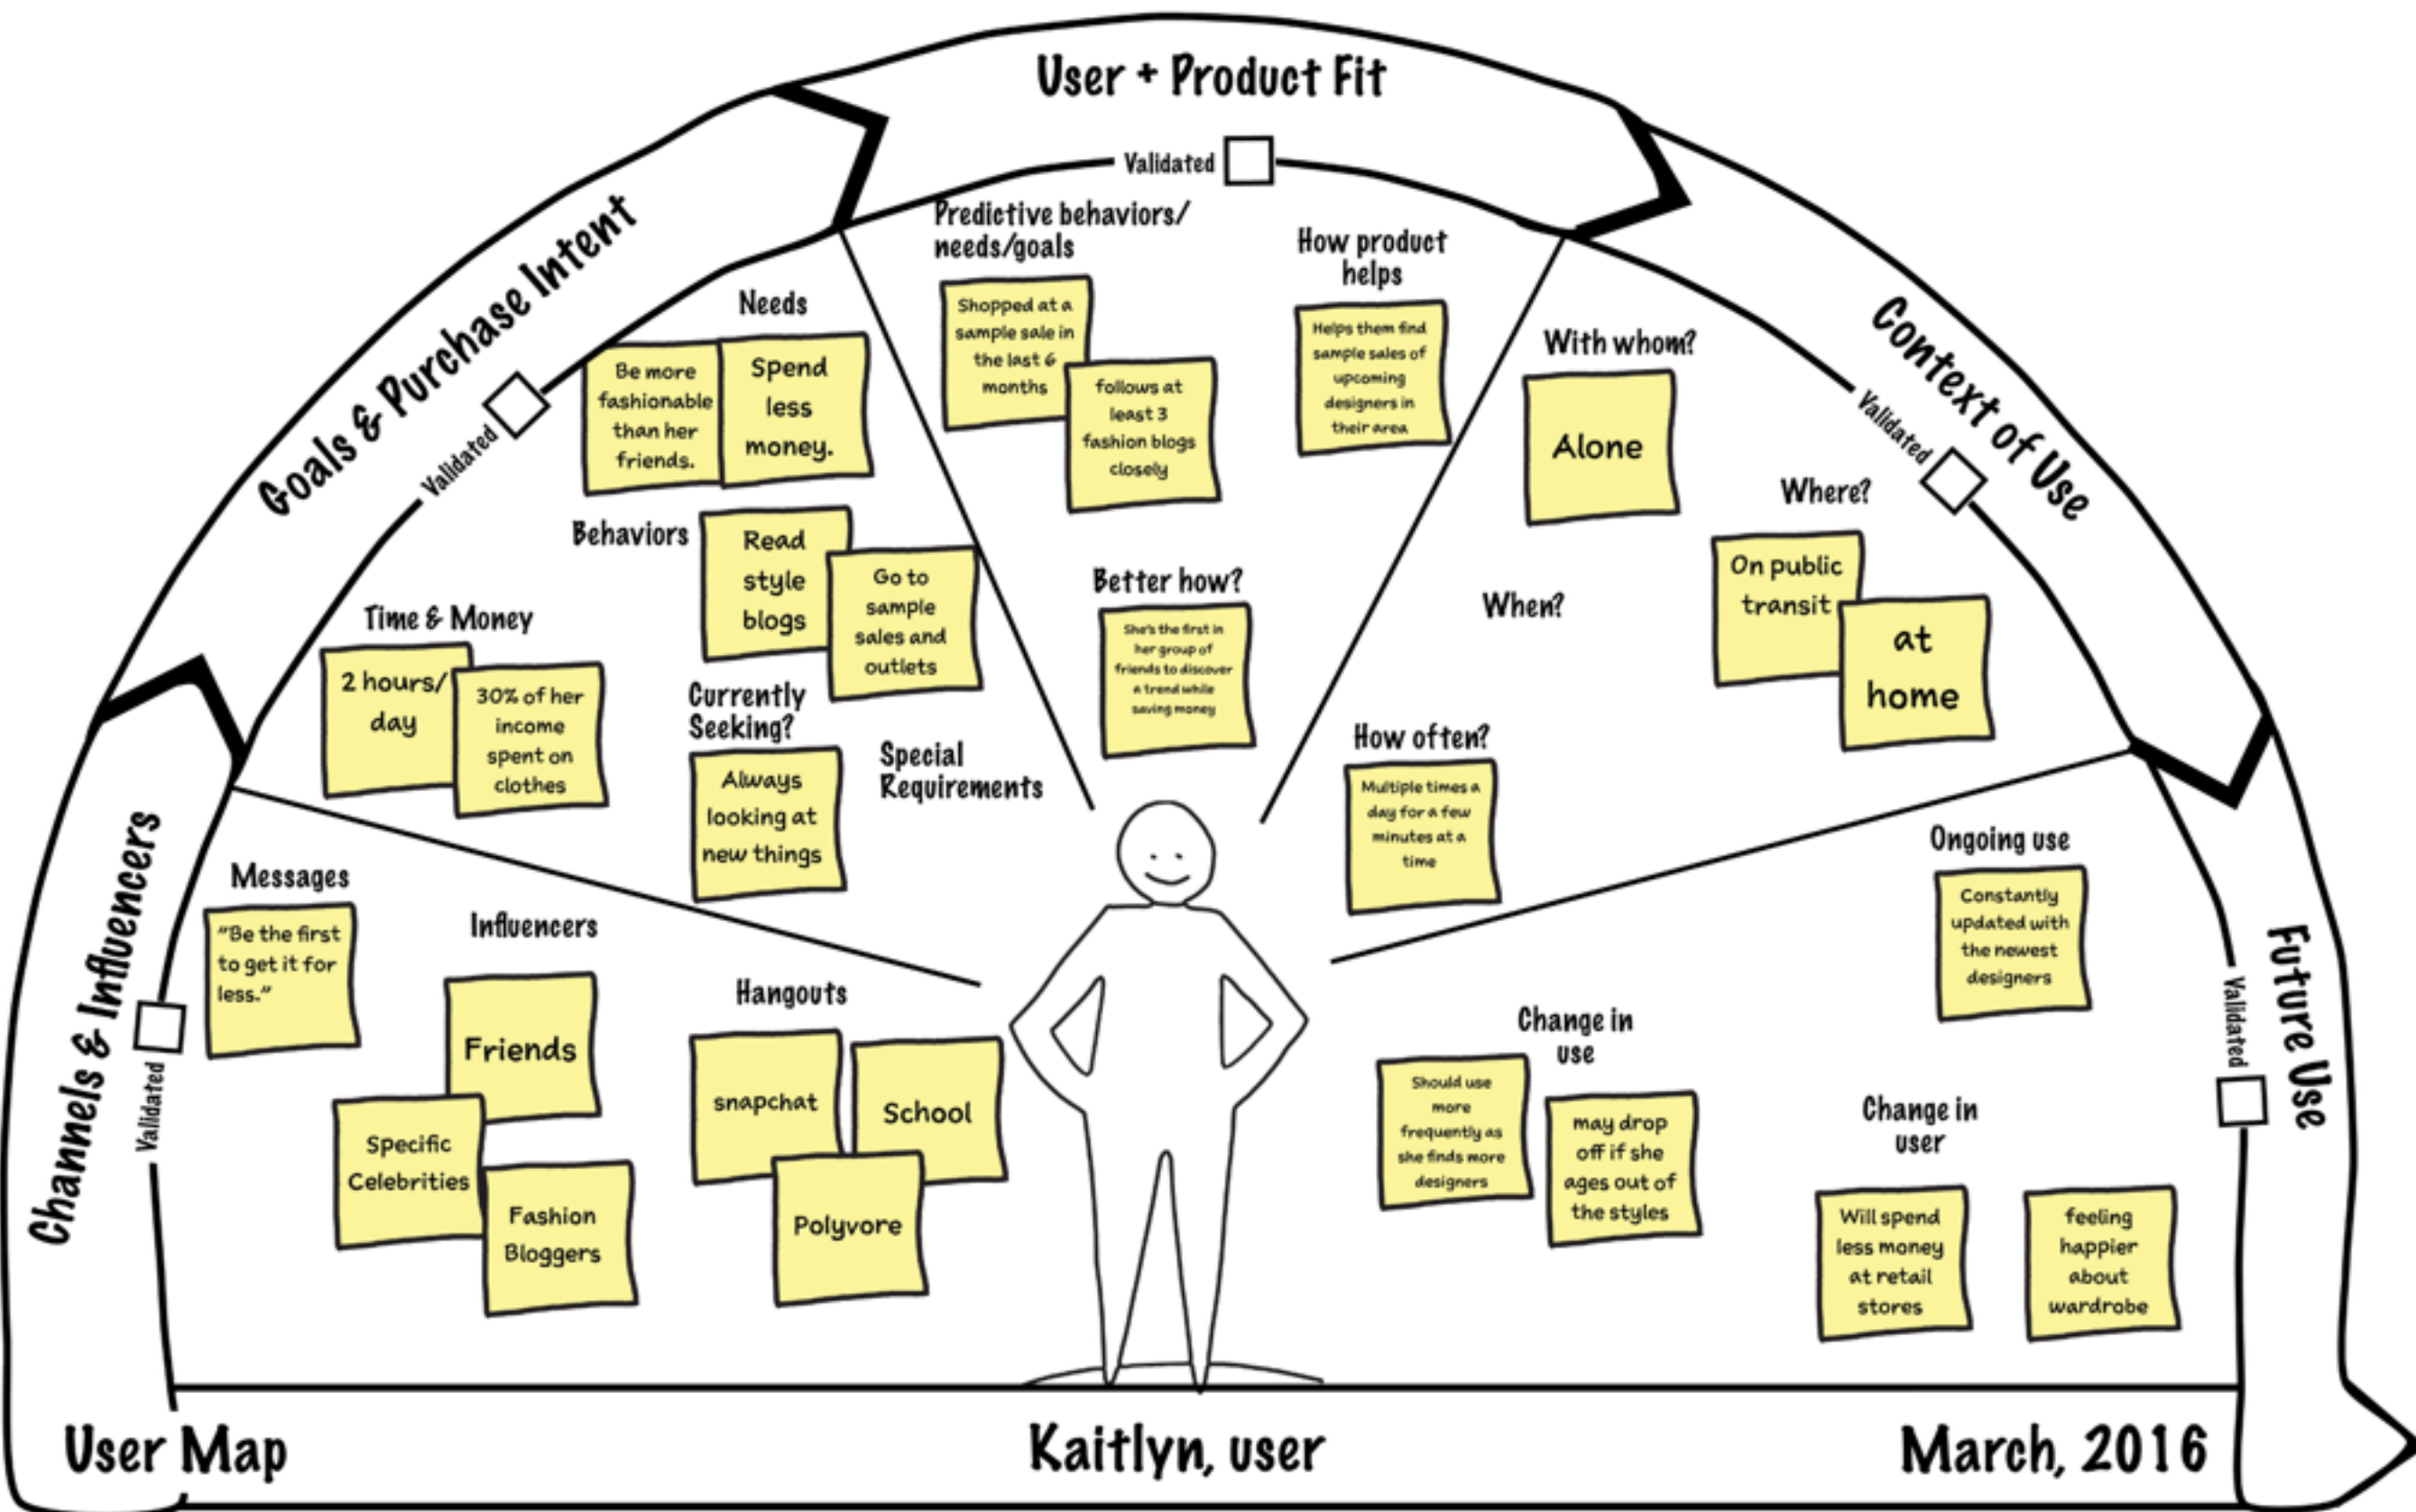 User + Product Fit
Validated
Predictive behaviors/
needs/goals
Shopped at a
sample sale in
the last 6
months
follows at
least 3
fashion blogs
closely
How product
helps
Helps them find
sample sales of
upcoming
designers in
their area
Better how?
She's the first in
her group of
friends to discover
a trend while
saving money
Goals & Purchase Intent
Validated
Needs
Be more
fashionable
than her
friends.
Spend
less
money.
Behaviors
Read
style
blogs
Go to
sample
sales and
outlets
Time & Money
2 hours/
day
30% of her
income
spent on
clothes
Currently
Seeking?
Always
looking at
new things
Special
Requirements
Context of Use
Validated
With whom?
Alone
Where?
On public
transit
at
home
When?
How often?
Multiple times a
day for a few
minutes at a
time
Channels & Influencers
Validated
Messages
"Be the first
to get it for
less."
Influencers
Friends
Specific
Celebrities
Fashion
Bloggers
Hangouts
snapchat
School
Polyvore
Future Use
Validated
Ongoing use
Constantly
updated with
the newest
designers
Change in
use
Should use
more
frequently as
she finds more
designers
may drop
off if she
ages out of
the styles
Change in
user
Will spend
less money
at retail
stores
feeling
happier
about
wardrobe
User Map
Kaitlyn, user
March, 2016